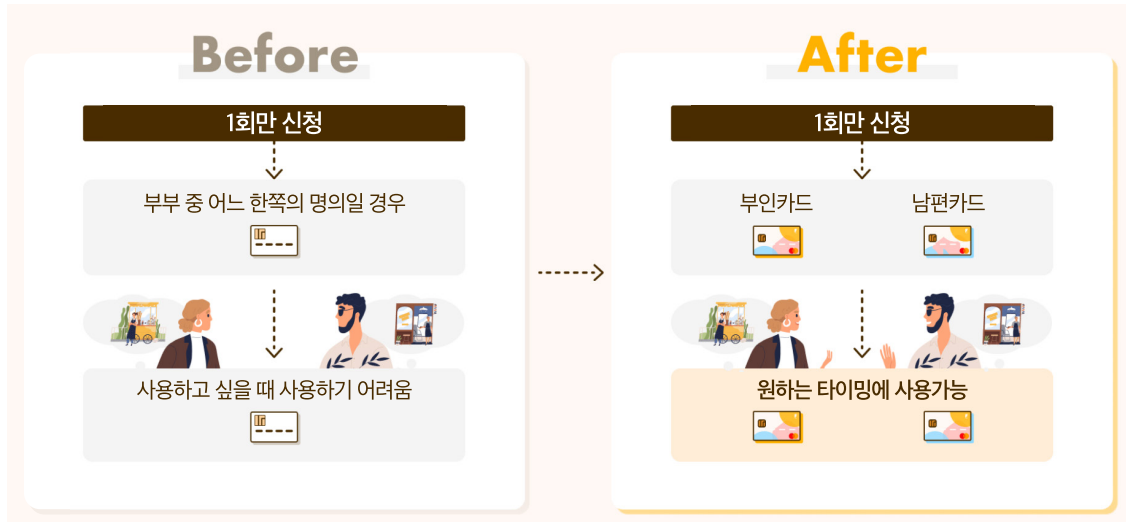 Before
1회만 신청
부부 중 어느 한쪽의 명의일 경우
사용하고 싶을 때 사용하기 어려움
After
1회만 신청
부인카드
남편카드
원하는 타이밍에 사용가능